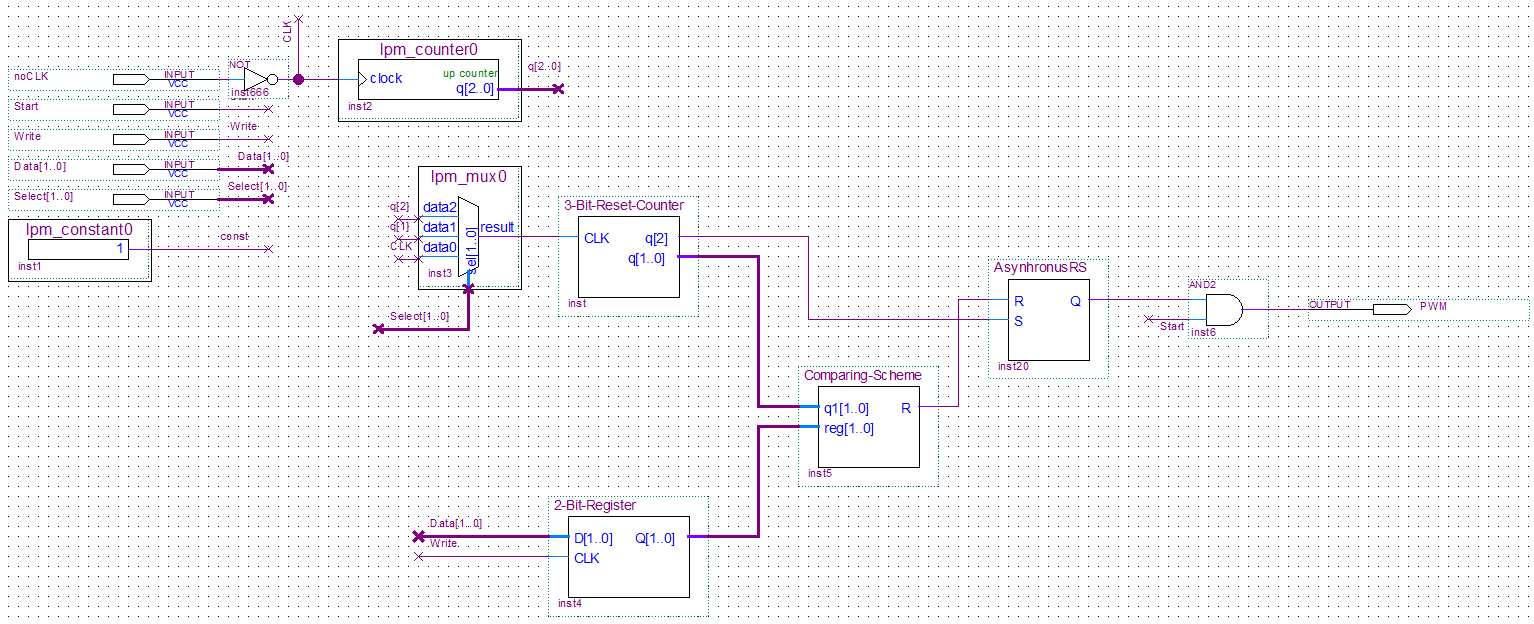 CLK
noCLK
INPUT
VCC
NOT
inst666
lpm_counter0
clock
up counter
q[2..0]
inst2
q[2..0]
Start
INPUT
VCC
Write
INPUT
VCC
Write
Data[1..0]
INPUT
VCC
Data[1..0]
Select[1..0]
INPUT
VCC
Select[1..0]
lpm_constant0
1
inst1
const
lpm_mux0
q[2]
data2
q[1]
data1
CLK
data0
sel[1..0]
result
inst3
Select[1..0]
3-Bit-Reset-Counter
CLK
q[2]
q[1..0]
inst
AsynhronusRS
R
Q
S
inst20
AND2
Start
inst6
OUTPUT
PWM
Comparing-Scheme
q1[1..0]
R
reg[1..0]
inst5
2-Bit-Register
Data[1..0]
D[1..0]
Q[1..0]
Write
CLK
inst4